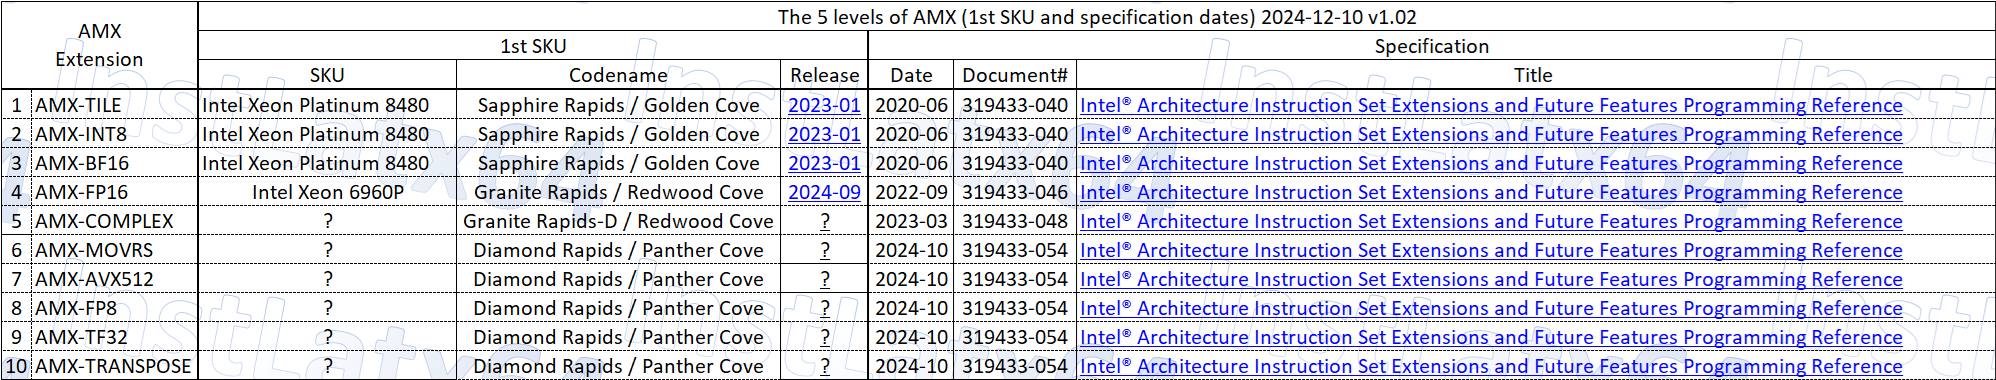 The 5 levels of AMX (1st SKU and specification dates) 2024-12-10 v1.02
AMX Extension 1st SKU Specification
SKU Codename Release Date Document# Title
1 AMX-TILE Intel Xeon Platinum 8480 Sapphire Rapids / Golden Cove 2023-01 2020-06 319433-040 Intel® Architecture Instruction Set Extensions and Future Features Programming Reference
2 AMX-INT8 Intel Xeon Platinum 8480 Sapphire Rapids / Golden Cove 2023-01 2020-06 319433-040 Intel® Architecture Instruction Set Extensions and Future Features Programming Reference
3 AMX-BF16 Intel Xeon Platinum 8480 Sapphire Rapids / Golden Cove 2023-01 2020-06 319433-040 Intel® Architecture Instruction Set Extensions and Future Features Programming Reference
4 AMX-FP16 Intel Xeon 6960P Granite Rapids / Redwood Cove 2024-09 2022-09 319433-046 Intel® Architecture Instruction Set Extensions and Future Features Programming Reference
5 AMX-COMPLEX ? Granite Rapids-D / Redwood Cove ? 2023-03 319433-048 Intel® Architecture Instruction Set Extensions and Future Features Programming Reference
6 AMX-MOVRS ? Diamond Rapids / Panther Cove ? 2024-10 319433-054 Intel® Architecture Instruction Set Extensions and Future Features Programming Reference
7 AMX-AVX512 ? Diamond Rapids / Panther Cove ? 2024-10 319433-054 Intel® Architecture Instruction Set Extensions and Future Features Programming Reference
8 AMX-FP8 ? Diamond Rapids / Panther Cove ? 2024-10 319433-054 Intel® Architecture Instruction Set Extensions and Future Features Programming Reference
9 AMX-TF32 ? Diamond Rapids / Panther Cove ? 2024-10 319433-054 Intel® Architecture Instruction Set Extensions and Future Features Programming Reference
10 AMX-TRANSPOSE ? Diamond Rapids / Panther Cove ? 2024-10 319433-054 Intel® Architecture Instruction Set Extensions and Future Features Programming Reference
InstLatx64